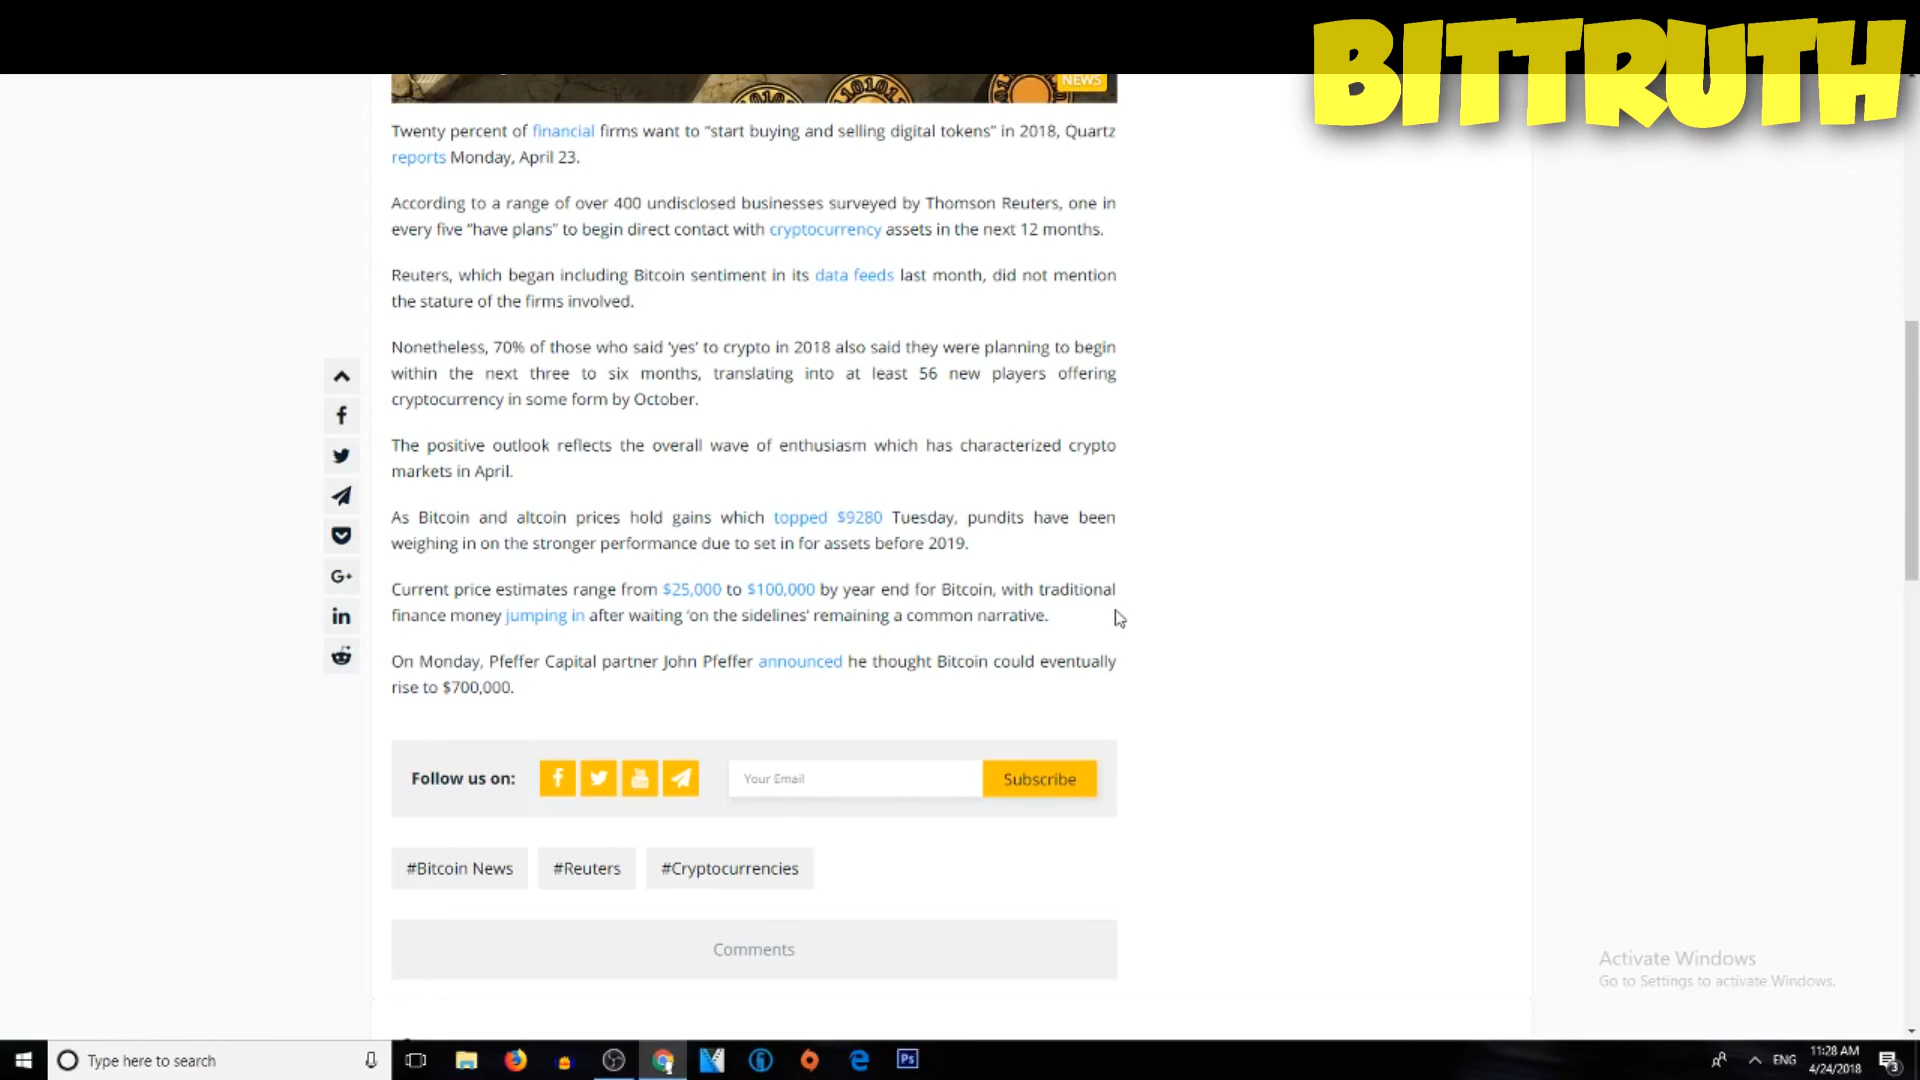 BITTRUTH
NEWS
Twenty percent of financial firms want to “start buying and selling digital tokens” in 2018, Quartz
reports Monday, April 23.
According to a range of over 400 undisclosed businesses surveyed by Thomson Reuters, one in
every five “have plans” to begin direct contact with cryptocurrency assets in the next 12 months.
Reuters, which began including Bitcoin sentiment in its data feeds last month, did not mention
the stature of the firms involved.
Nonetheless, 70% of those who said ‘yes’ to crypto in 2018 also said they were planning to begin
within the next three to six months, translating into at least 56 new players offering
cryptocurrency in some form by October.
The positive outlook reflects the overall wave of enthusiasm which has characterized crypto
markets in April.
As Bitcoin and altcoin prices hold gains which topped $9280 Tuesday, pundits have been
weighing in on the stronger performance due to set in for assets before 2019.
Current price estimates range from $25,000 to $100,000 by year end for Bitcoin, with traditional
finance money jumping in after waiting ‘on the sidelines’ remaining a common narrative.
On Monday, Pfeffer Capital partner John Pfeffer announced he thought Bitcoin could eventually
rise to $700,000.
Follow us on: Your Email Subscribe
#Bitcoin News #Reuters #Cryptocurrencies
Comments
Activate Windows
Go to Settings to activate Windows.
Type here to search
Ps
ENG
11:28 AM
4/24/2018
3